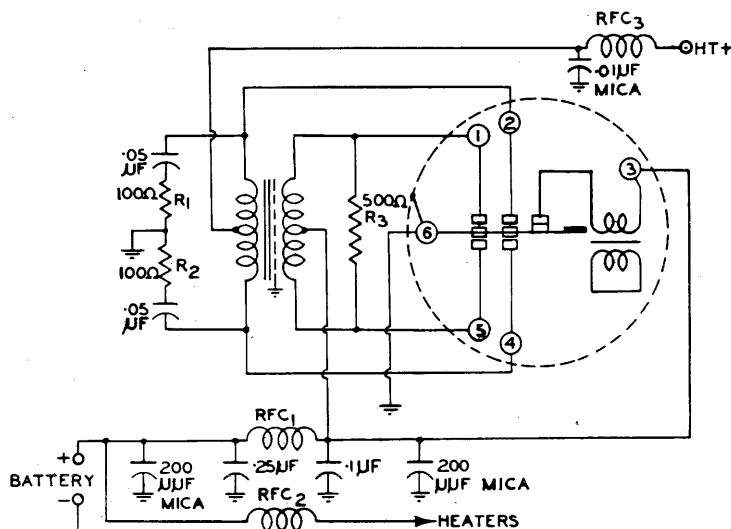 RFC3
HT+
.01µF
MICA
.05
µF
100Ω
R1
100Ω
R2
.05
µF
500Ω
R3
1
2
3
6
5
4
RFC1
+
BATTERY
-
200
µµF
MICA
.25µF
.1µF
200
µµF MICA
RFC2
HEATERS